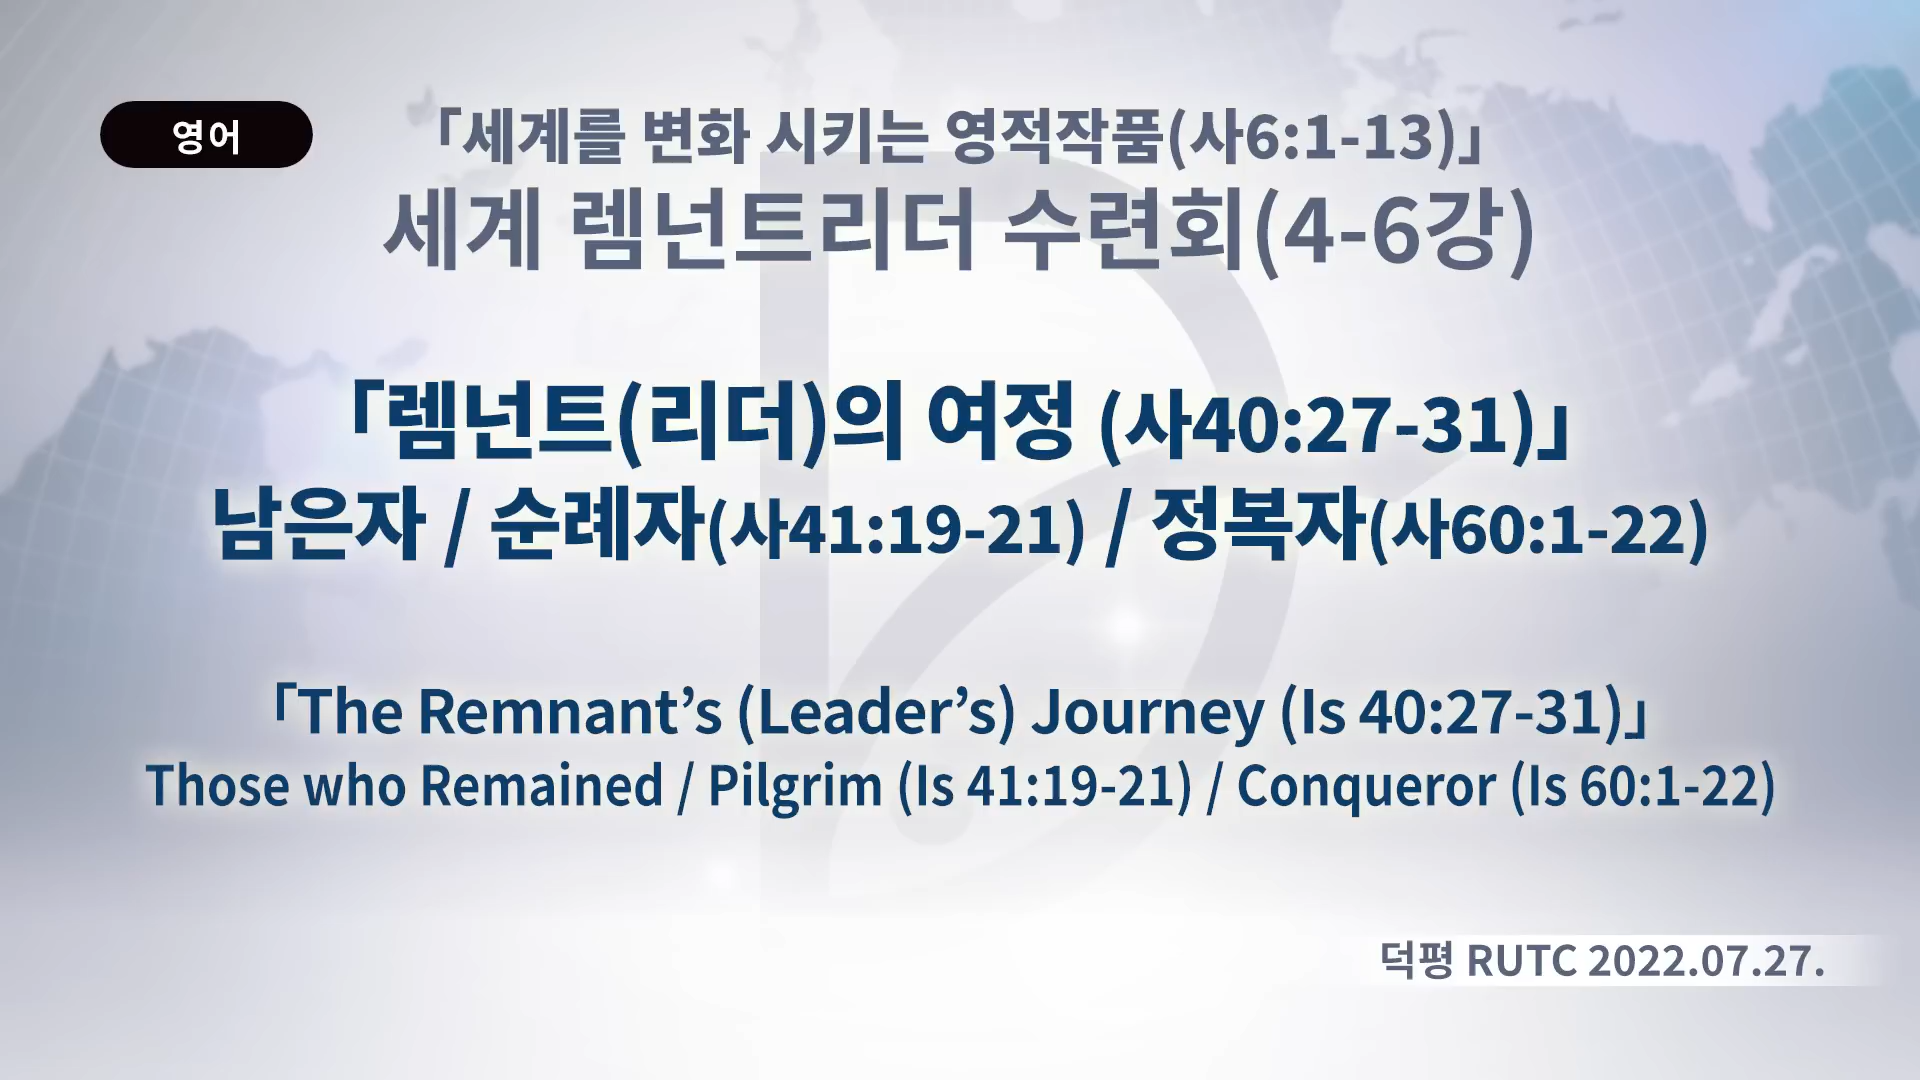 영어
「세계를 변화 시키는 영적작품(사6:1-13)」
세계 렘넌트리더 수련회(4-6강)
「렘넌트(리더)의 여정 (사40:27-31)」
남은자 / 순례자(사41:19-21) / 정복자(사60:1-22)
「The Remnant’s (Leader’s) Journey (Is 40:27-31)」
Those who Remained / Pilgrim (Is 41:19-21) / Conqueror (Is 60:1-22)
덕평 RUTC 2022.07.27.